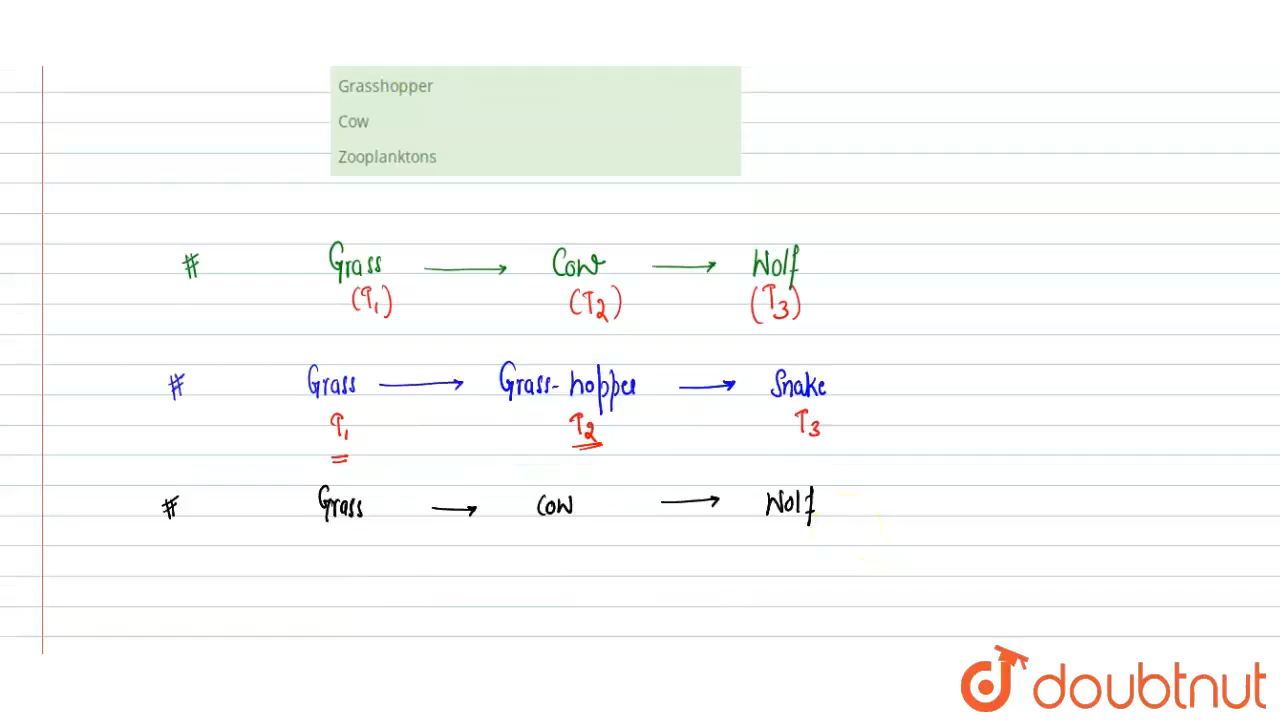 Grasshopper
Cow
Zooplanktons
# Grass → Cow → Wolf
(T1) (T2) (T3)
# Grass → Grass-hopper → Snake
T1 T2 T3
# Grass → Cow → Wolf
doubtnut